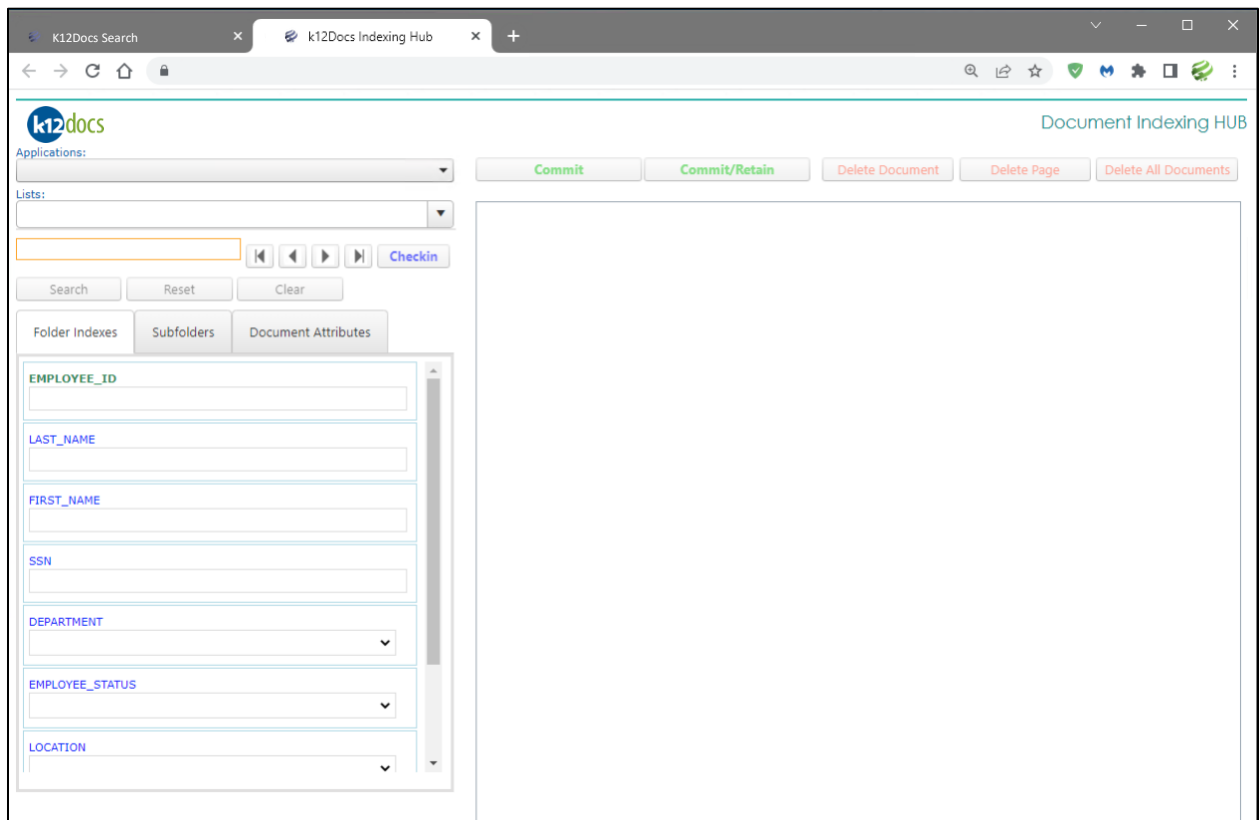 K12Docs Search
k12Docs Indexing Hub
k12docs
Document Indexing HUB
Applications:
Commit Commit/Retain Delete Document Delete Page Delete All Documents
Lists:
Checkin
Search Reset Clear
Folder Indexes Subfolders Document Attributes
EMPLOYEE_ID
LAST_NAME
FIRST_NAME
SSN
DEPARTMENT
EMPLOYEE_STATUS
LOCATION